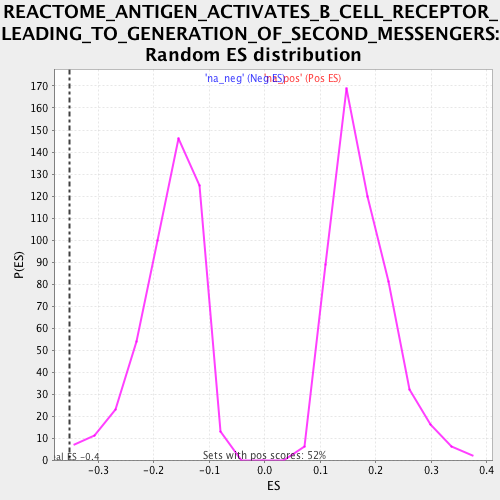 REACTOME_ANTIGEN_ACTIVATES_B_CELL_RECEPTOR_
LEADING_TO_GENERATION_OF_SECOND_MESSENGERS:
Random ES distribution
'na_neg' (Neg ES)
'na_pos' (Pos ES)
170
160
150
140
130
120
110
100
90
80
70
60
50
40
30
20
10
0
P(ES)
al ES -0.4
Sets with pos scores: 52%
-0.3 -0.2 -0.1 0.0 0.1 0.2 0.3 0.4
ES